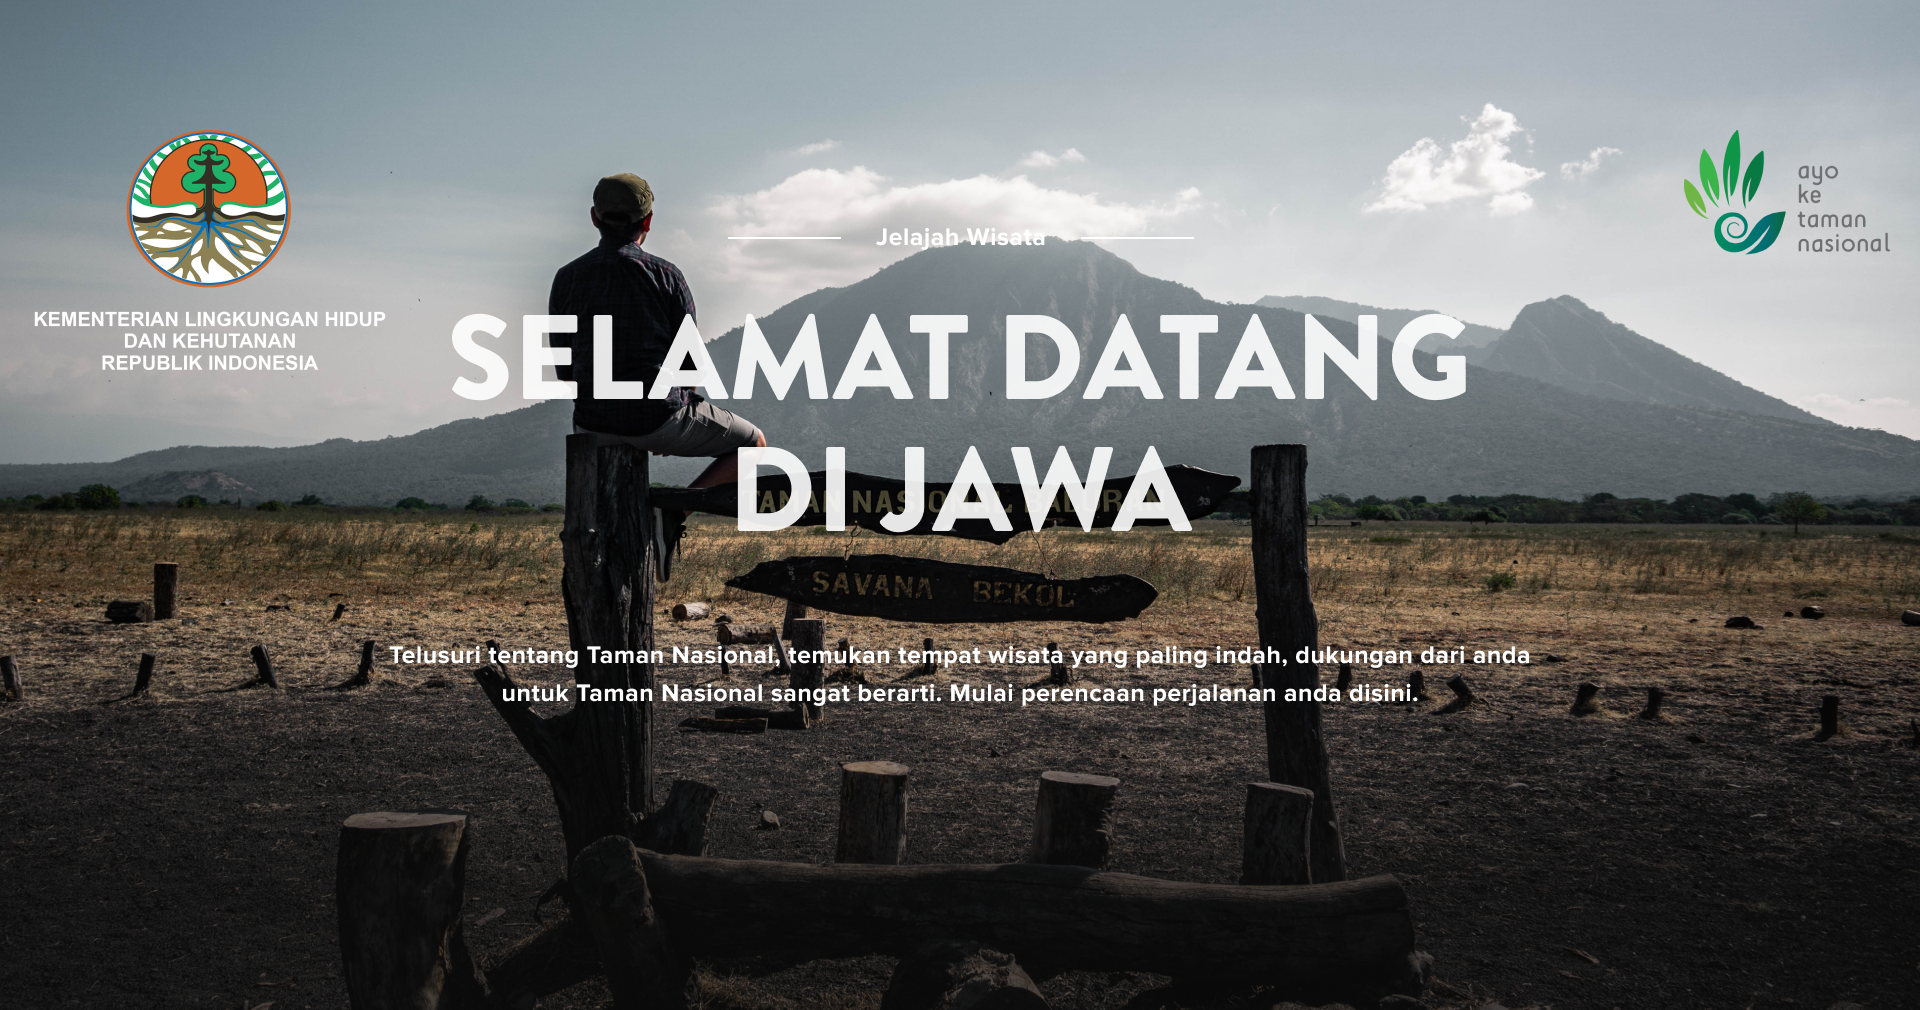 Jelajah Wisata
KEMENTERIAN LINGKUNGAN HIDUP
DAN KEHUTANAN
REPUBLIK INDONESIA
ayo
ke
taman
nasional
SELAMAT DATANG
DI JAWA
TAMAN NASIONAL BALURAN
SAVANA BEKOL
Telusuri tentang Taman Nasional, temukan tempat wisata yang paling indah, dukungan dari anda
untuk Taman Nasional sangat berarti. Mulai perencaan perjalanan anda disini.